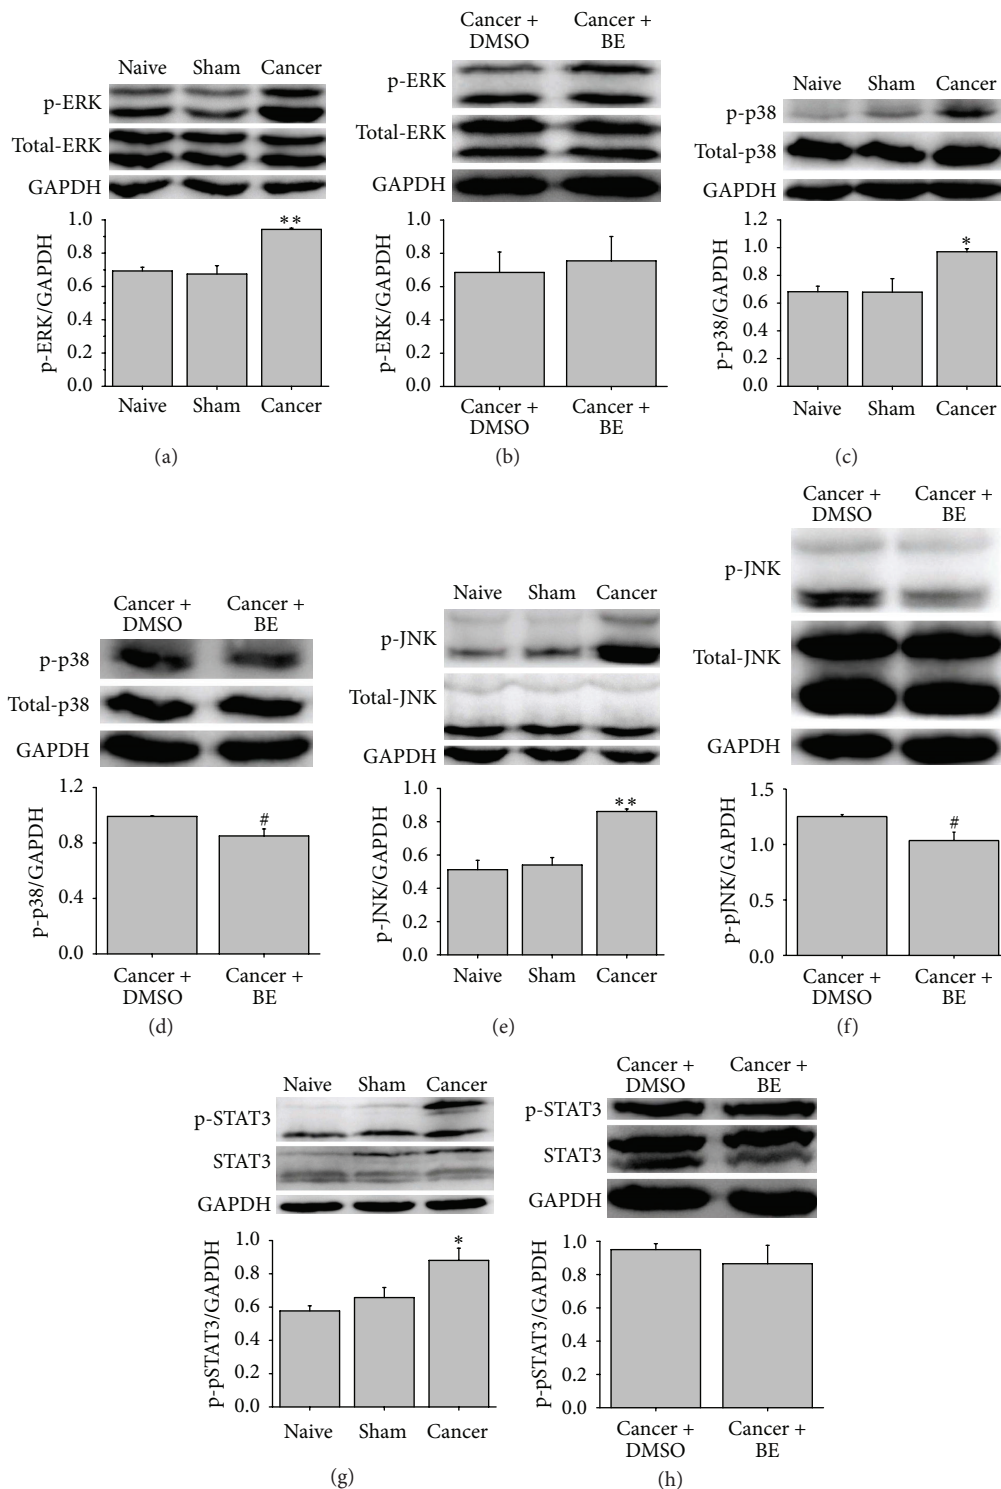 Naive Sham Cancer
p-ERK
Total-ERK
GAPDH
p-ERK/GAPDH
1.0
0.8
0.6
0.4
0.2
0.0
**
Naive Sham Cancer
(a)
Cancer + Cancer +
DMSO BE
p-ERK
Total-ERK
GAPDH
p-ERK/GAPDH
1.0
0.8
0.6
0.4
0.2
0.0
Cancer + Cancer +
DMSO BE
(b)
Naive Sham Cancer
p-p38
Total-p38
GAPDH
p-p38/GAPDH
1.2
1.0
0.8
0.6
0.4
0.2
0.0
*
Naive Sham Cancer
(c)
Cancer + Cancer +
DMSO BE
p-p38
Total-p38
GAPDH
p-p38/GAPDH
1.2
0.8
0.4
0.0
#
Cancer + Cancer +
DMSO BE
(d)
Naive Sham Cancer
p-JNK
Total-JNK
GAPDH
p-JNK/GAPDH
1.0
0.8
0.6
0.4
0.2
0.0
**
Naive Sham Cancer
(e)
Cancer + Cancer +
DMSO BE
p-JNK
Total-JNK
GAPDH
p-pJNK/GAPDH
1.5
1.0
0.5
0.0
#
Cancer + Cancer +
DMSO BE
(f)
Naive Sham Cancer
p-STAT3
STAT3
GAPDH
p-pSTAT3/GAPDH
1.0
0.8
0.6
0.4
0.2
0.0
*
Naive Sham Cancer
(g)
Cancer + Cancer +
DMSO BE
p-STAT3
STAT3
GAPDH
p-pSTAT3/GAPDH
1.0
0.8
0.6
0.4
0.2
0.0
Cancer + Cancer +
DMSO BE
(h)